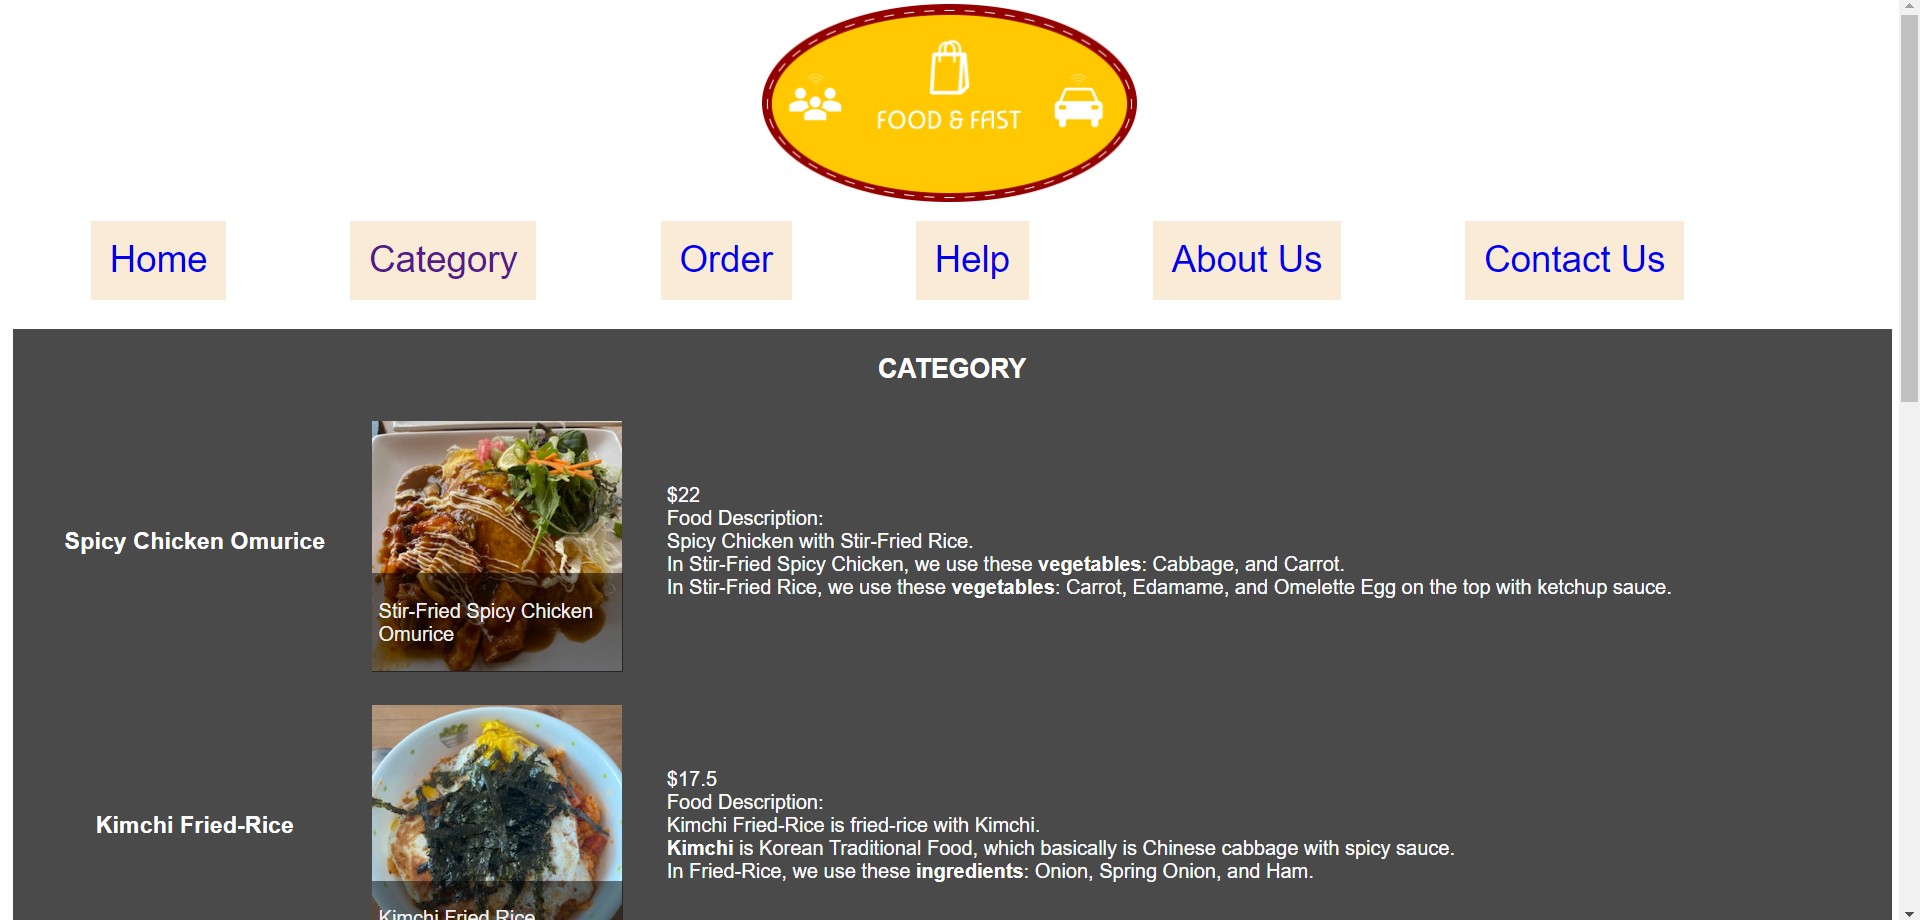 FOOD & FAST
Home
Category
Order
Help
About Us
Contact Us
CATEGORY
Spicy Chicken Omurice
Stir-Fried Spicy Chicken
Omurice
$22
Food Description:
Spicy Chicken with Stir-Fried Rice.
In Stir-Fried Spicy Chicken, we use these vegetables: Cabbage, and Carrot.
In Stir-Fried Rice, we use these vegetables: Carrot, Edamame, and Omelette Egg on the top with ketchup sauce.
Kimchi Fried-Rice
Kimchi Fried Rice
$17.5
Food Description:
Kimchi Fried-Rice is fried-rice with Kimchi.
Kimchi is Korean Traditional Food, which basically is Chinese cabbage with spicy sauce.
In Fried-Rice, we use these ingredients: Onion, Spring Onion, and Ham.